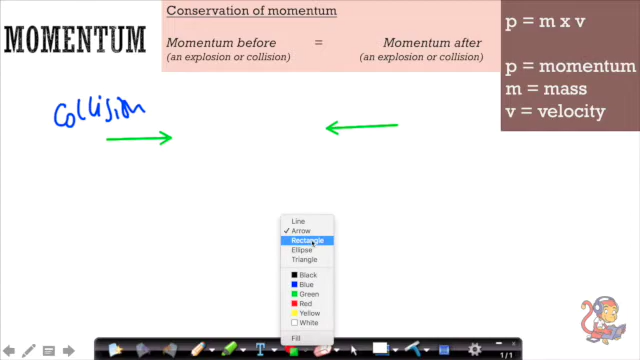 MOMENTUM
Conservation of momentum
Momentum before = Momentum after
(an explosion or collision) (an explosion or collision)
p = m x v
p = momentum
m = mass
v = velocity
Collision
Line
✓ Arrow
Rectangle
Ellipse
Triangle
Black
Blue
Green
Red
Yellow
White
Fill
T
1/1